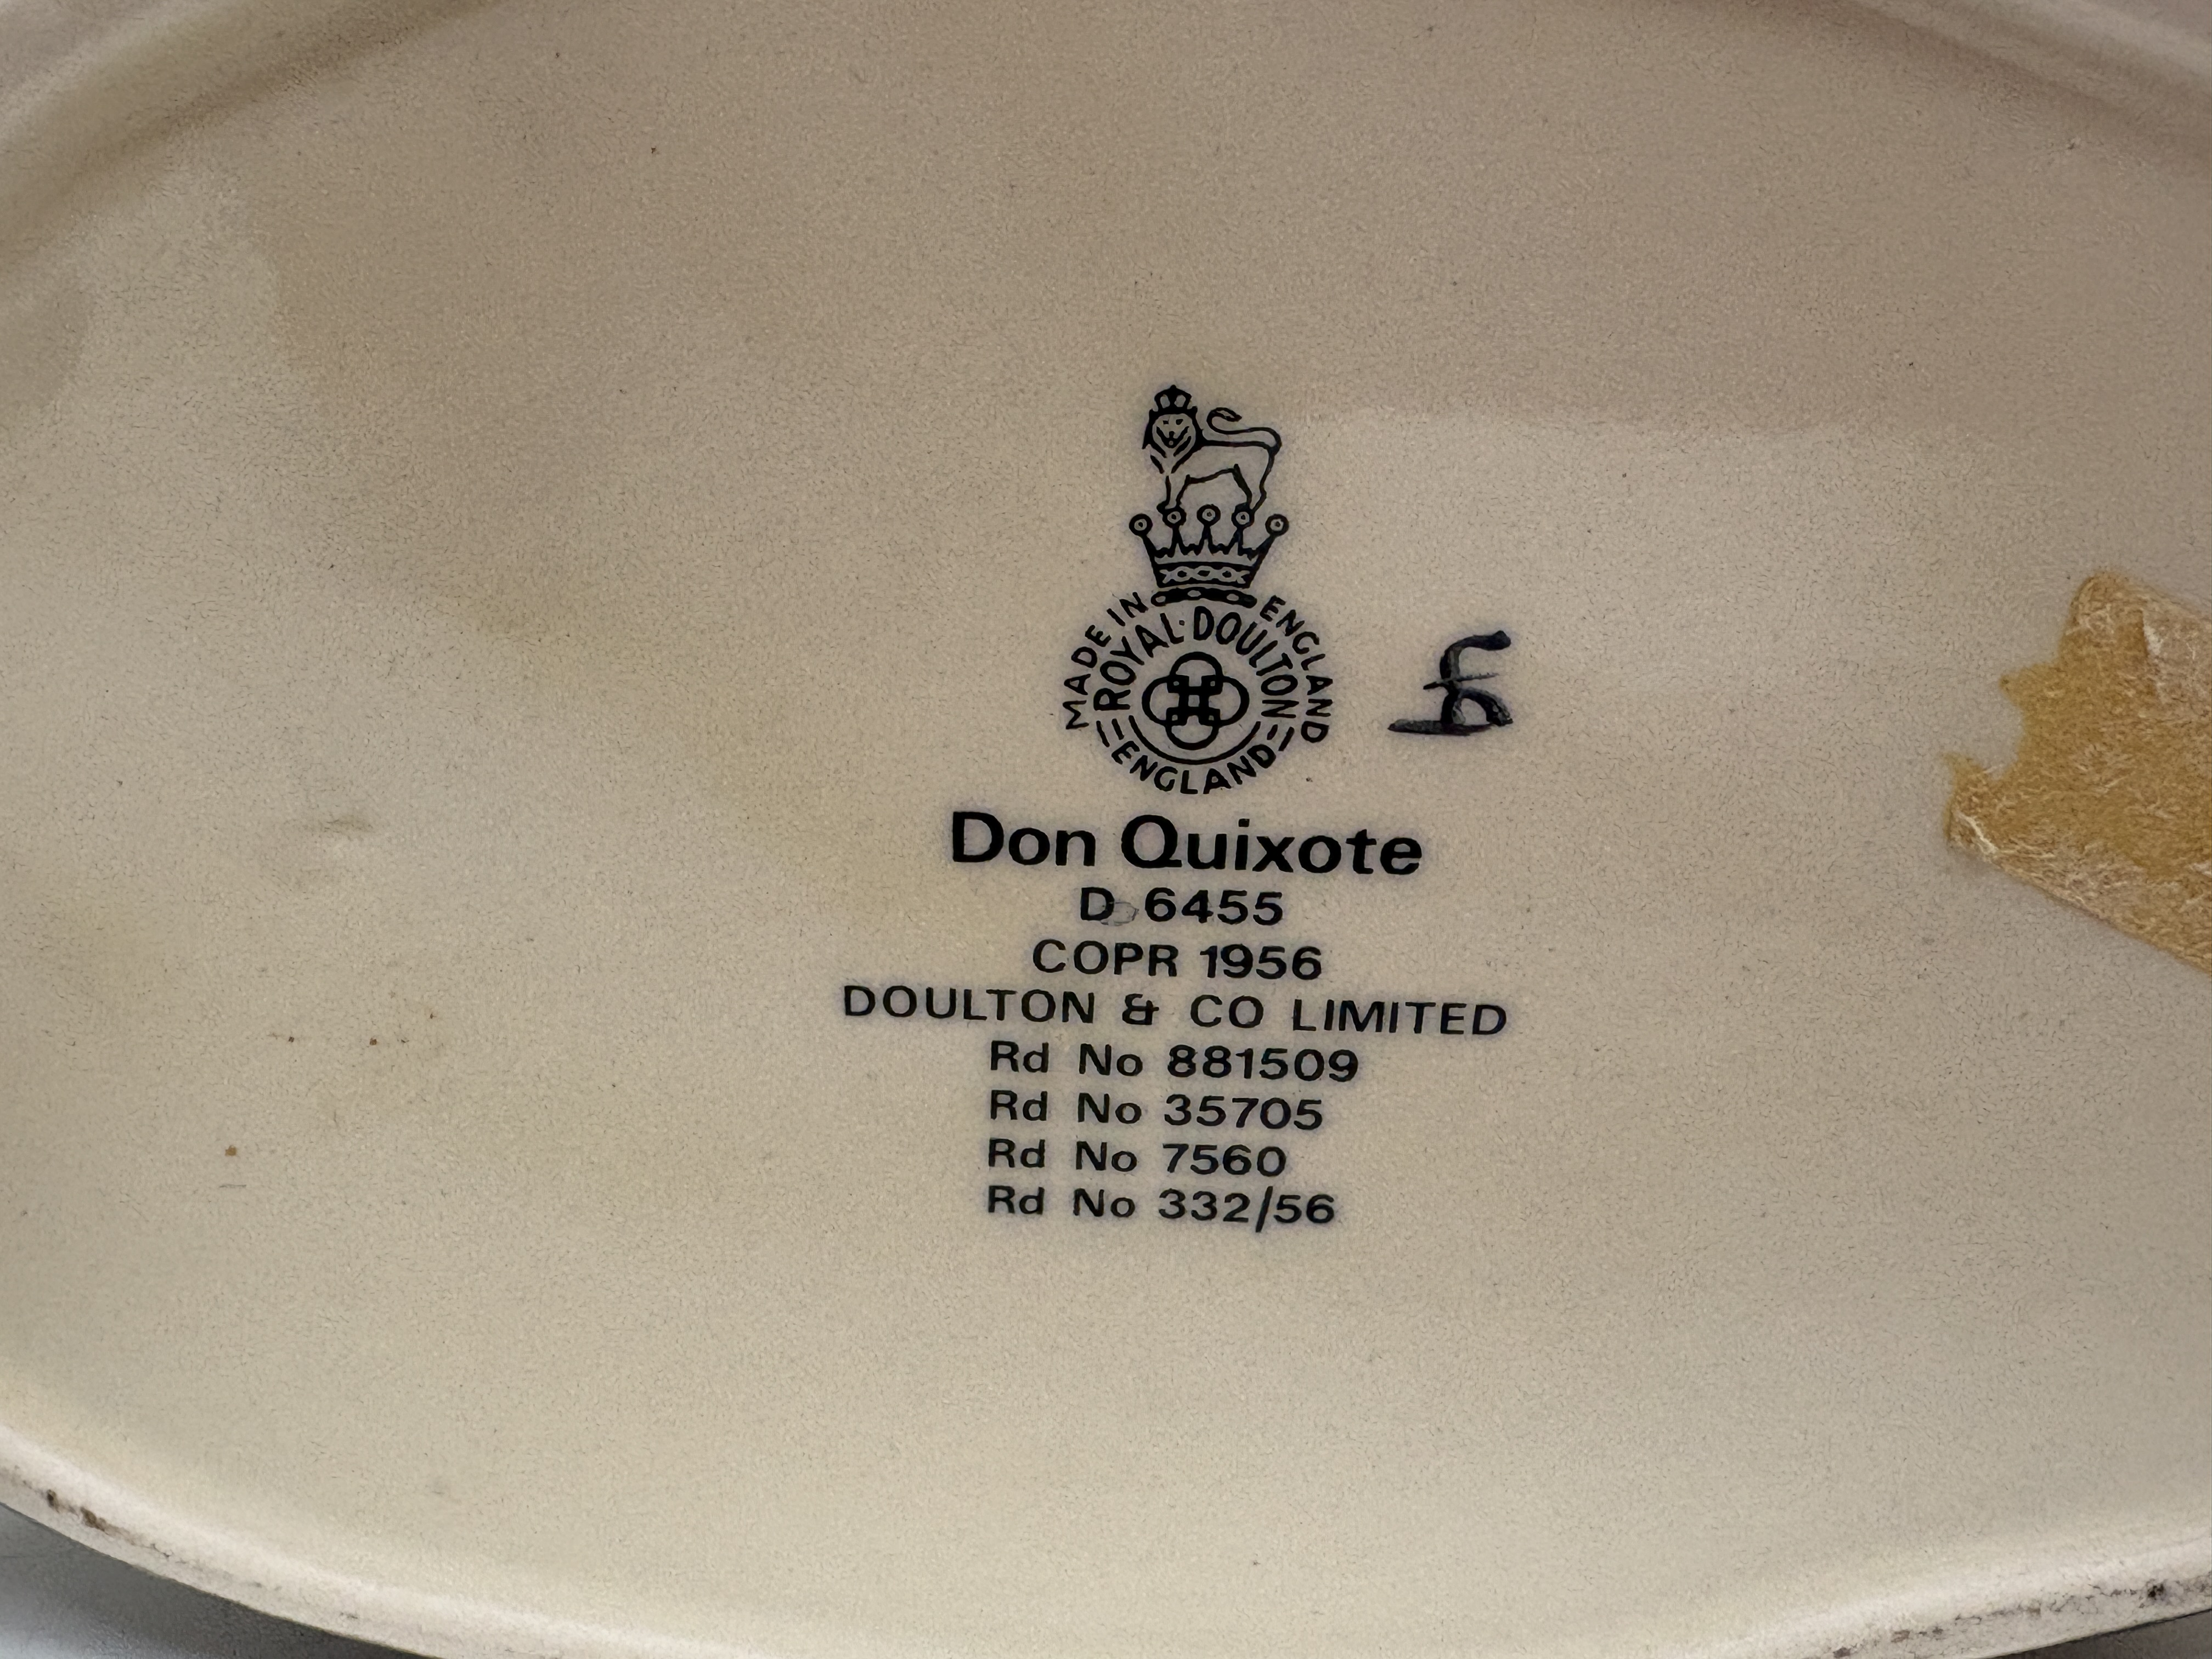 MADE IN ENGLAND
ROYAL·DOULTON
ENGLAND
Don Quixote
D 6455
COPR 1956
DOULTON & CO LIMITED
Rd No 881509
Rd No 35705
Rd No 7560
Rd No 332/56